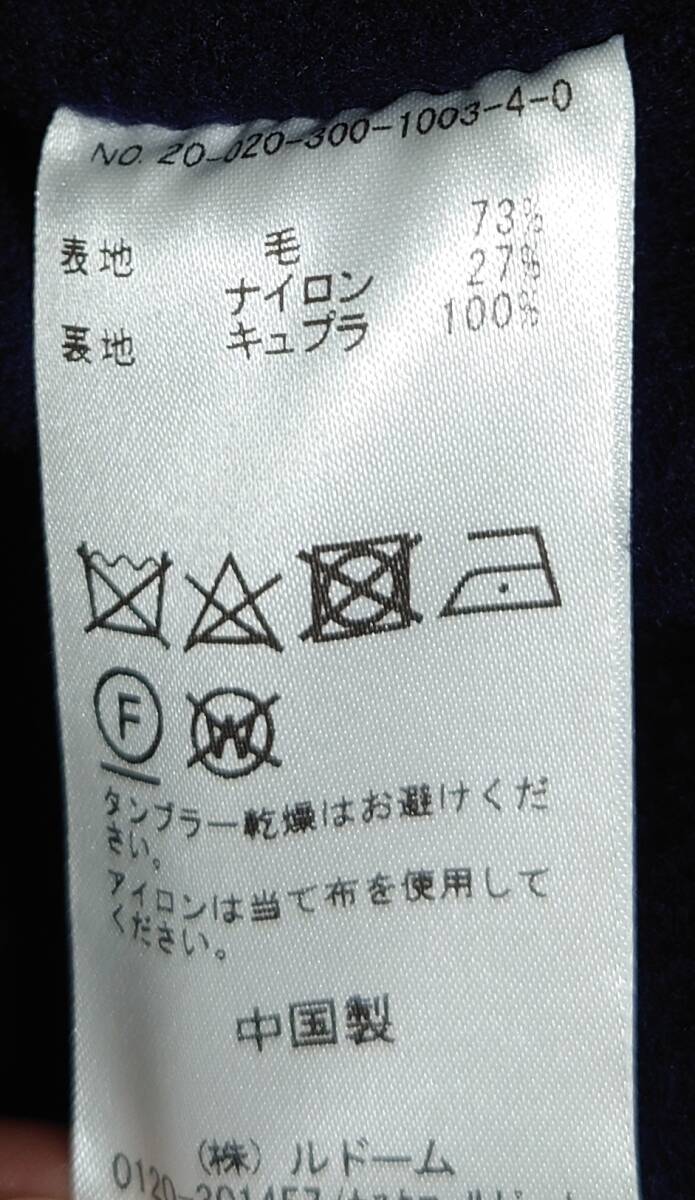 NO. 20-020-300-1003-4-0
表地 毛 73%
ナイロン 27%
裏地 キュプラ 100%
F W
タンブラー乾燥はお避けくだ
さい。
アイロンは当て布を使用して
ください。
中国製
(株) ルドーム